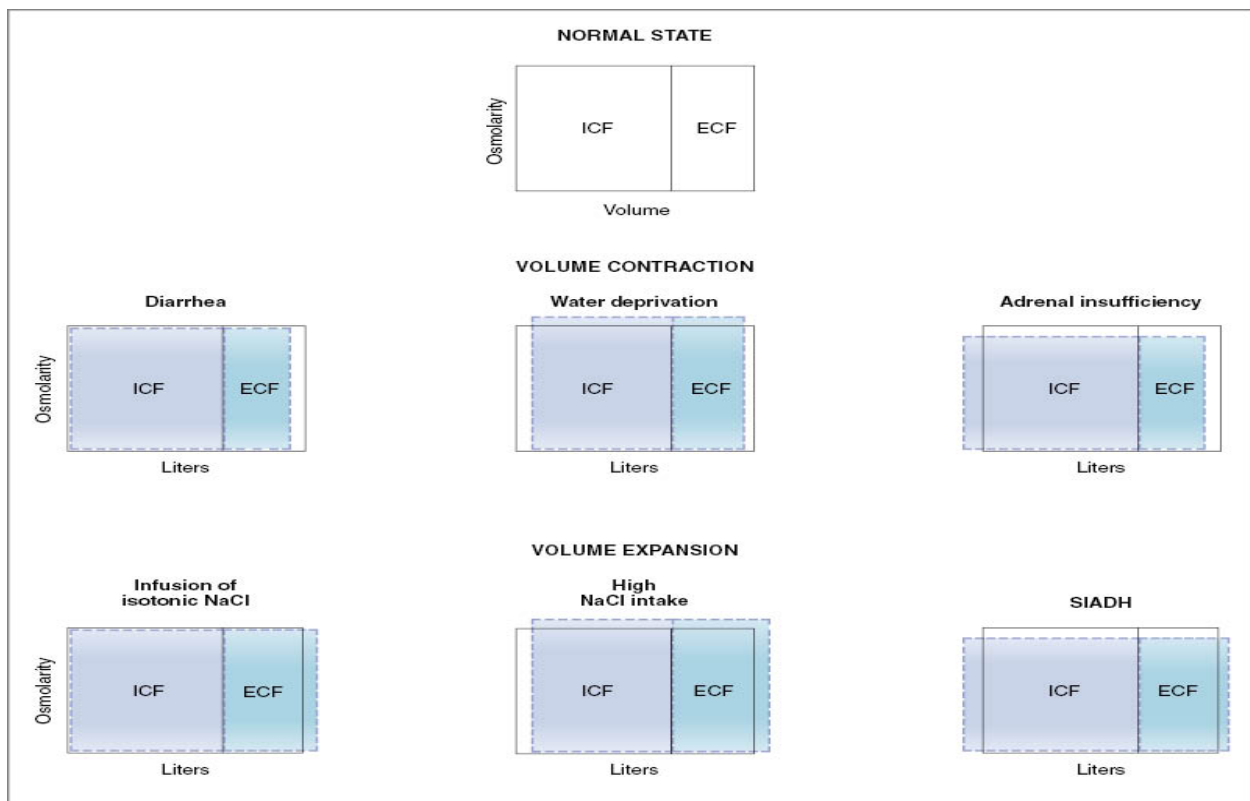 NORMAL STATE
Osmolarity
ICF
ECF
Volume
VOLUME CONTRACTION
Diarrhea
Water deprivation
Adrenal insufficiency
Osmolarity
ICF
ECF
ICF
ECF
ICF
ECF
Liters
Liters
Liters
VOLUME EXPANSION
Infusion of
isotonic NaCl
High
NaCl intake
SIADH
Osmolarity
ICF
ECF
ICF
ECF
ICF
ECF
Liters
Liters
Liters